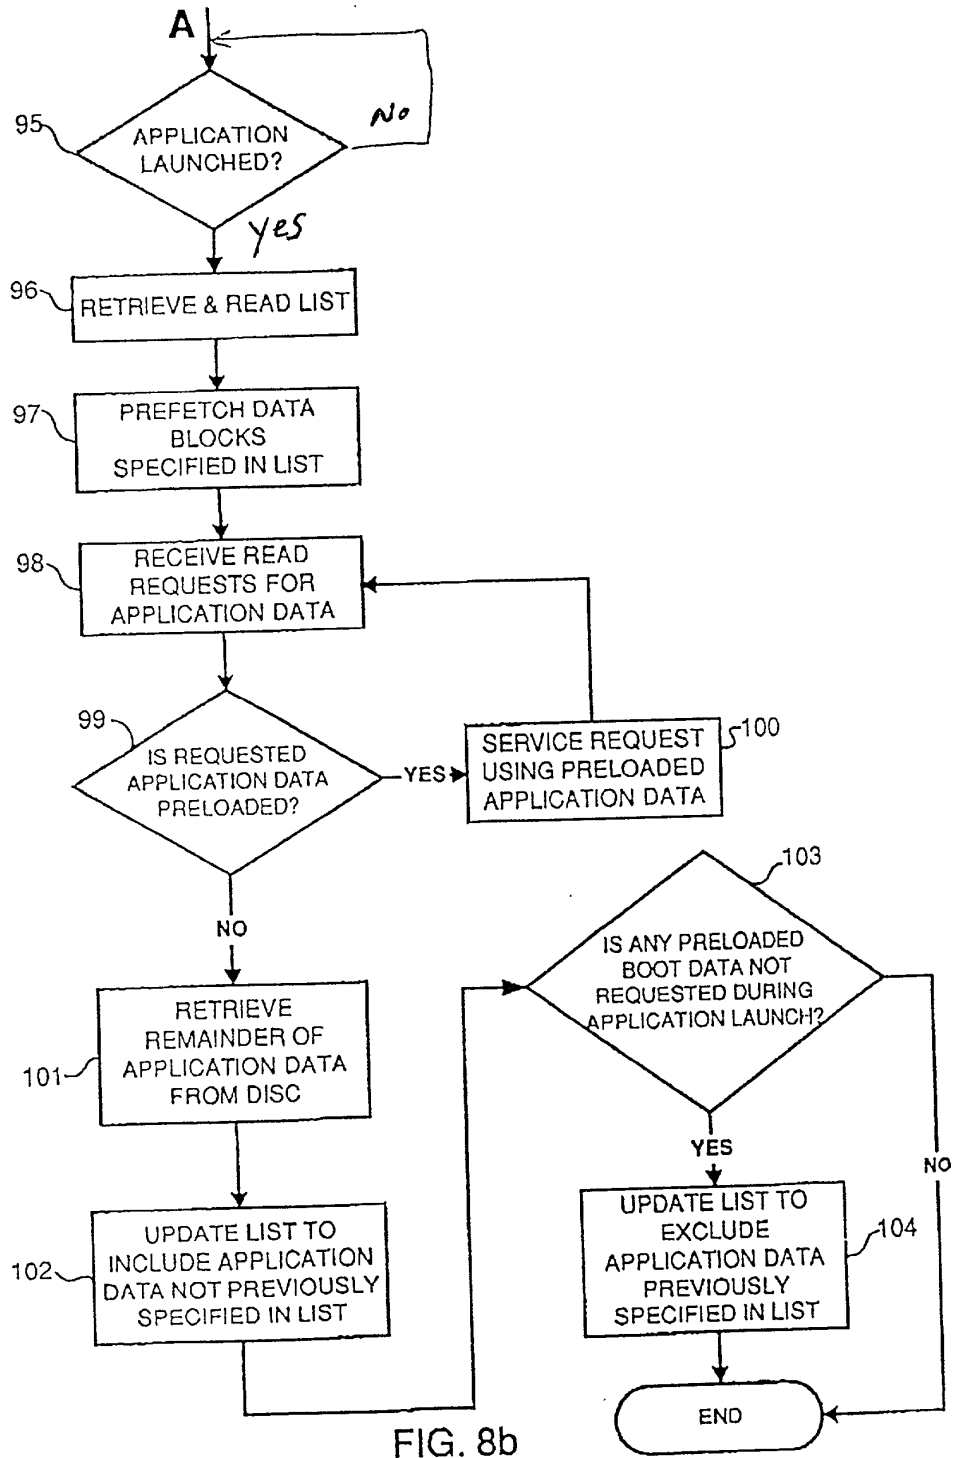 A
No
95
APPLICATION
LAUNCHED?
Yes
96
RETRIEVE & READ LIST
97
PREFETCH DATA
BLOCKS
SPECIFIED IN LIST
98
RECEIVE READ
REQUESTS FOR
APPLICATION DATA
99
IS REQUESTED
APPLICATION DATA
PRELOADED?
YES
100
SERVICE REQUEST
USING PRELOADED
APPLICATION DATA
NO
101
RETRIEVE
REMAINDER OF
APPLICATION DATA
FROM DISC
102
UPDATE LIST TO
INCLUDE APPLICATION
DATA NOT PREVIOUSLY
SPECIFIED IN LIST
103
IS ANY PRELOADED
BOOT DATA NOT
REQUESTED DURING
APPLICATION LAUNCH?
YES
NO
104
UPDATE LIST TO
EXCLUDE
APPLICATION DATA
PREVIOUSLY
SPECIFIED IN LIST
END
FIG. 8b